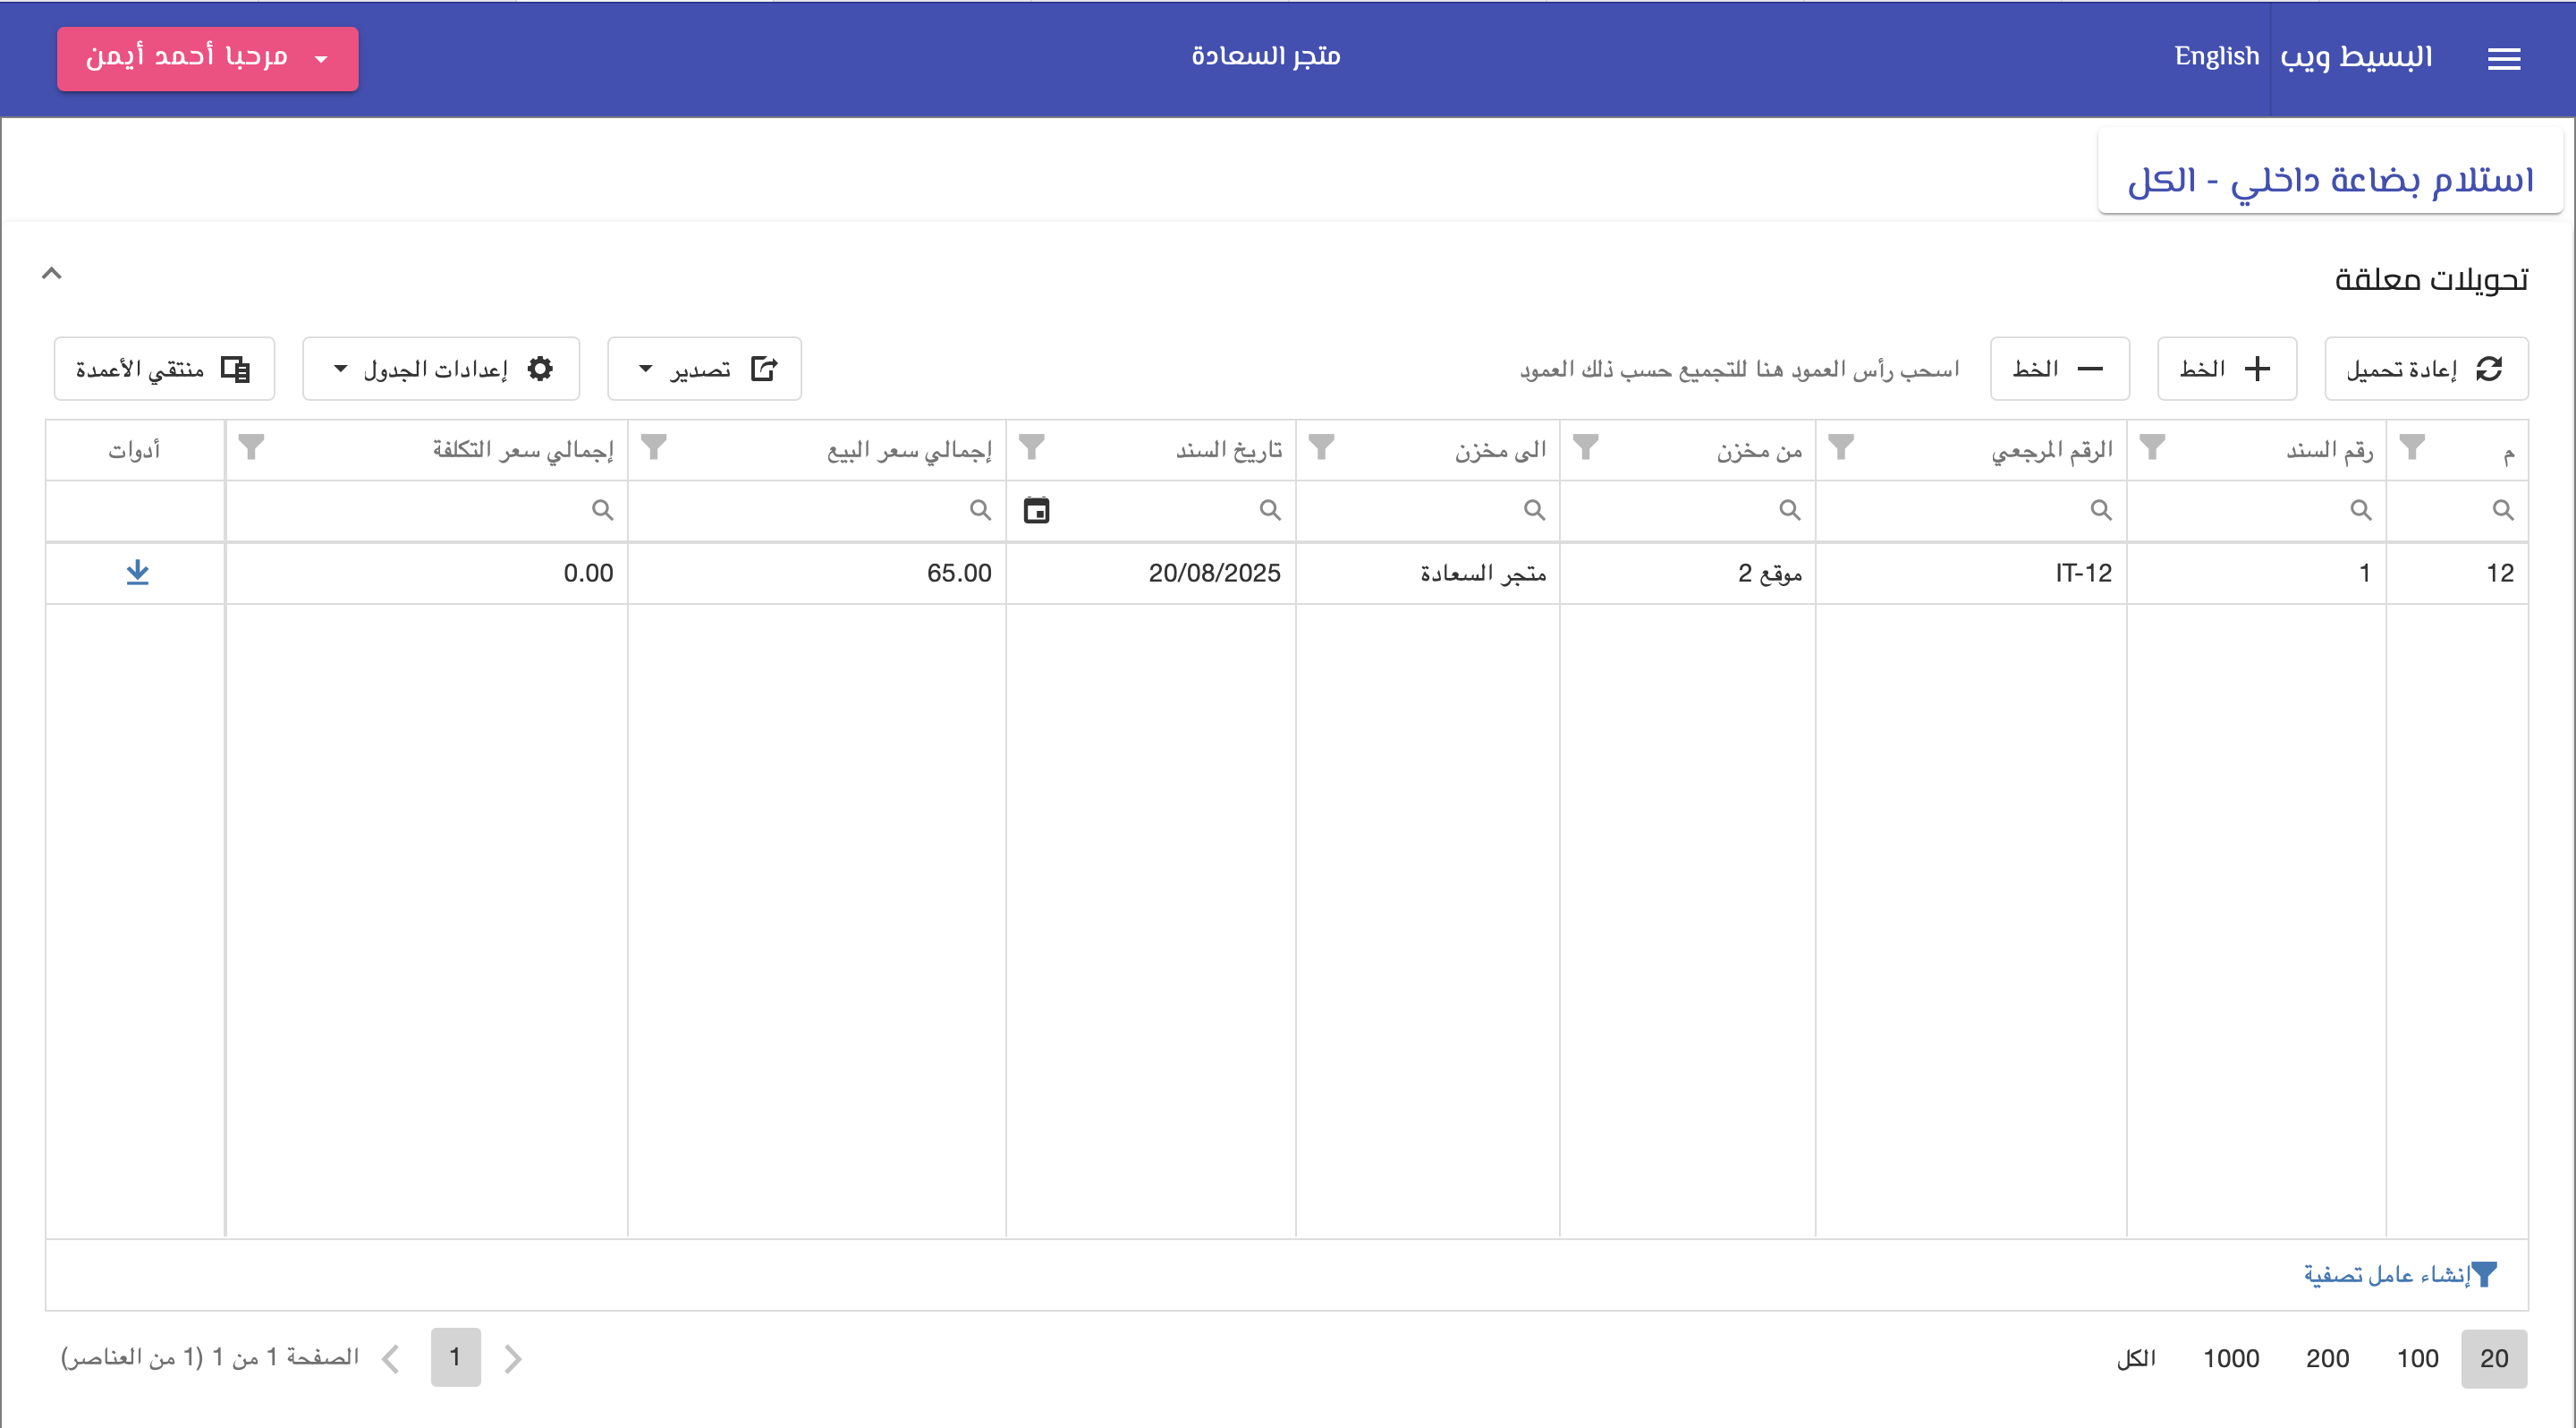 البسيط ويب English متجر السعادة مرحبا أحمد أيمن
استلام بضاعة داخلي - الكل
تحويلات معلقة
إعادة تحميل الخط الخط اسحب رأس العمود هنا للتجميع حسب ذلك العمود تصدير إعدادات الجدول منتقي الأعمدة
م رقم السند الرقم المرجعي من مخزن الى مخزن تاريخ السند إجمالي سعر البيع إجمالي سعر التكلفة أدوات
12 1 IT-12 موقع 2 متجر السعادة 20/08/2025 65.00 0.00
إنشاء عامل تصفية
20 100 200 1000 الكل 1 الصفحة 1 من 1 (1 من العناصر)